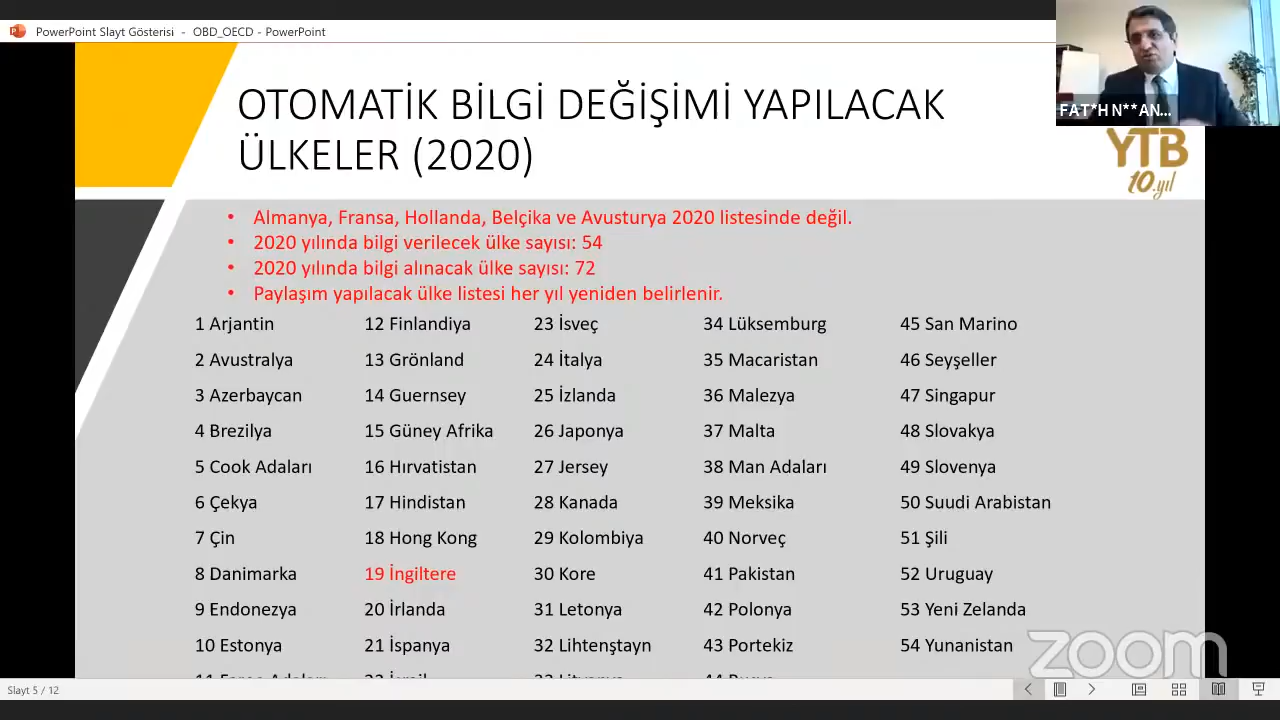 PowerPoint Slayt Gösterisi - OBD_OECD - PowerPoint
FAT*H N**AN...
OTOMATİK BİLGİ DEĞİŞİMİ YAPILACAK
ÜLKELER (2020)
YTB
10.yıl
• Almanya, Fransa, Hollanda, Belçika ve Avusturya 2020 listesinde değil.
• 2020 yılında bilgi verilecek ülke sayısı: 54
• 2020 yılında bilgi alınacak ülke sayısı: 72
• Paylaşım yapılacak ülke listesi her yıl yeniden belirlenir.
1 Arjantin
2 Avustralya
3 Azerbaycan
4 Brezilya
5 Cook Adaları
6 Çekya
7 Çin
8 Danimarka
9 Endonezya
10 Estonya
12 Finlandiya
13 Grönland
14 Guernsey
15 Güney Afrika
16 Hırvatistan
17 Hindistan
18 Hong Kong
19 İngiltere
20 İrlanda
21 İspanya
23 İsveç
24 İtalya
25 İzlanda
26 Japonya
27 Jersey
28 Kanada
29 Kolombiya
30 Kore
31 Letonya
32 Lihtenştayn
34 Lüksemburg
35 Macaristan
36 Malezya
37 Malta
38 Man Adaları
39 Meksika
40 Norveç
41 Pakistan
42 Polonya
43 Portekiz
45 San Marino
46 Seyşeller
47 Singapur
48 Slovakya
49 Slovenya
50 Suudi Arabistan
51 Şili
52 Uruguay
53 Yeni Zelanda
54 Yunanistan
zoom
Slayt 5 / 12